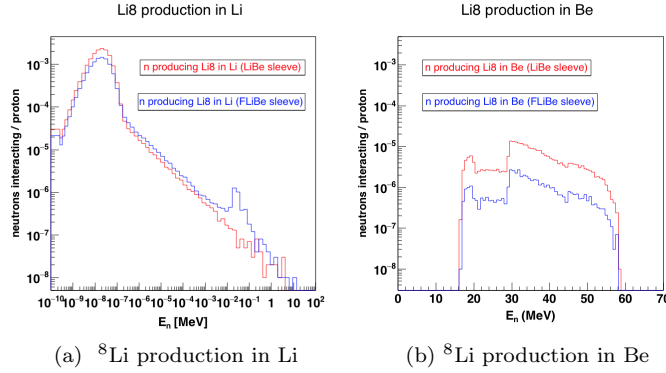 Li8 production in Li
neutrons interacting / proton
10⁻³
10⁻⁴
10⁻⁵
10⁻⁶
10⁻⁷
10⁻⁸
n producing Li8 in Li (LiBe sleeve)
n producing Li8 in Li (FLiBe sleeve)
10⁻¹⁰ 10⁻⁹ 10⁻⁸ 10⁻⁷ 10⁻⁶ 10⁻⁵ 10⁻⁴ 10⁻³ 10⁻² 10⁻¹ 1 10 10²
Eₙ [MeV]
(a) ⁸Li production in Li
Li8 production in Be
neutrons interacting / proton
10⁻³
10⁻⁴
10⁻⁵
10⁻⁶
10⁻⁷
10⁻⁸
n producing Li8 in Be (LiBe sleeve)
n producing Li8 in Be (FLiBe sleeve)
0 10 20 30 40 50 60 70
Eₙ (MeV)
(b) ⁸Li production in Be